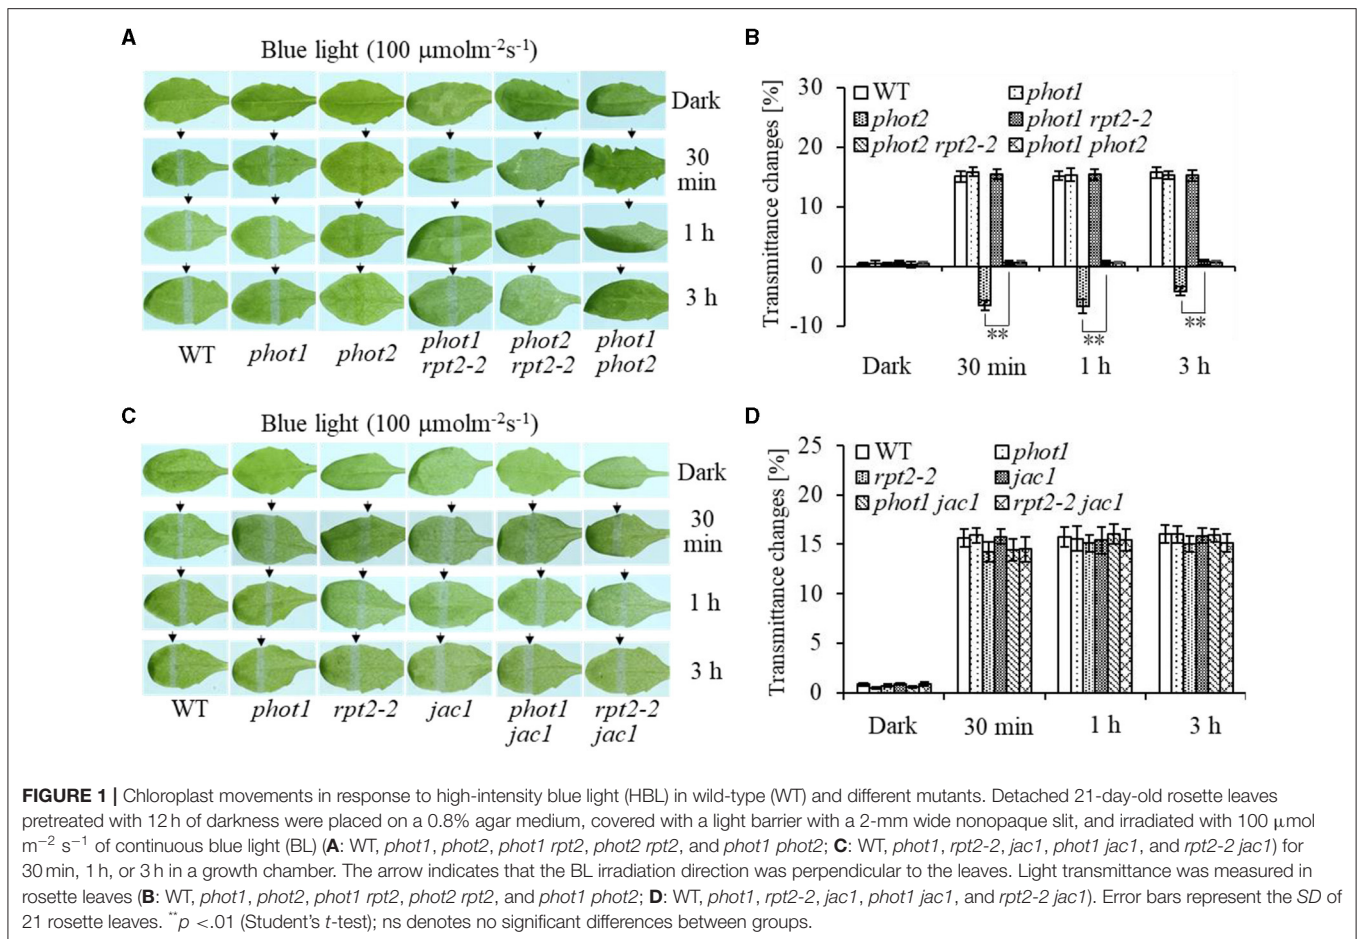 A
Blue light (100 μmolm-2s-1)
Dark
30
min
1 h
3 h
WT
phot1
phot2
phot1
rpt2-2
phot2
rpt2-2
phot1
phot2
B
Transmittance changes [%]
30
20
10
0
-10
WT
phot1
phot2
phot1 rpt2-2
phot2 rpt2-2
phot1 phot2
**
**
**
Dark
30 min
1 h
3 h
C
Blue light (100 μmolm-2s-1)
Dark
30
min
1 h
3 h
WT
phot1
rpt2-2
jac1
phot1
jac1
rpt2-2
jac1
D
Transmittance changes [%]
25
20
15
10
5
0
WT
phot1
rpt2-2
jac1
phot1 jac1
rpt2-2 jac1
Dark
30 min
1 h
3 h
FIGURE 1 | Chloroplast movements in response to high-intensity blue light (HBL) in wild-type (WT) and different mutants. Detached 21-day-old rosette leaves
pretreated with 12 h of darkness were placed on a 0.8% agar medium, covered with a light barrier with a 2-mm wide nonopaque slit, and irradiated with 100 μmol
m−2 s−1 of continuous blue light (BL) (A: WT, phot1, phot2, phot1 rpt2, phot2 rpt2, and phot1 phot2; C: WT, phot1, rpt2-2, jac1, phot1 jac1, and rpt2-2 jac1) for
30 min, 1 h, or 3 h in a growth chamber. The arrow indicates that the BL irradiation direction was perpendicular to the leaves. Light transmittance was measured in
rosette leaves (B: WT, phot1, phot2, phot1 rpt2, phot2 rpt2, and phot1 phot2; D: WT, phot1, rpt2-2, jac1, phot1 jac1, and rpt2-2 jac1). Error bars represent the SD of
21 rosette leaves. **p <.01 (Student's t-test); ns denotes no significant differences between groups.